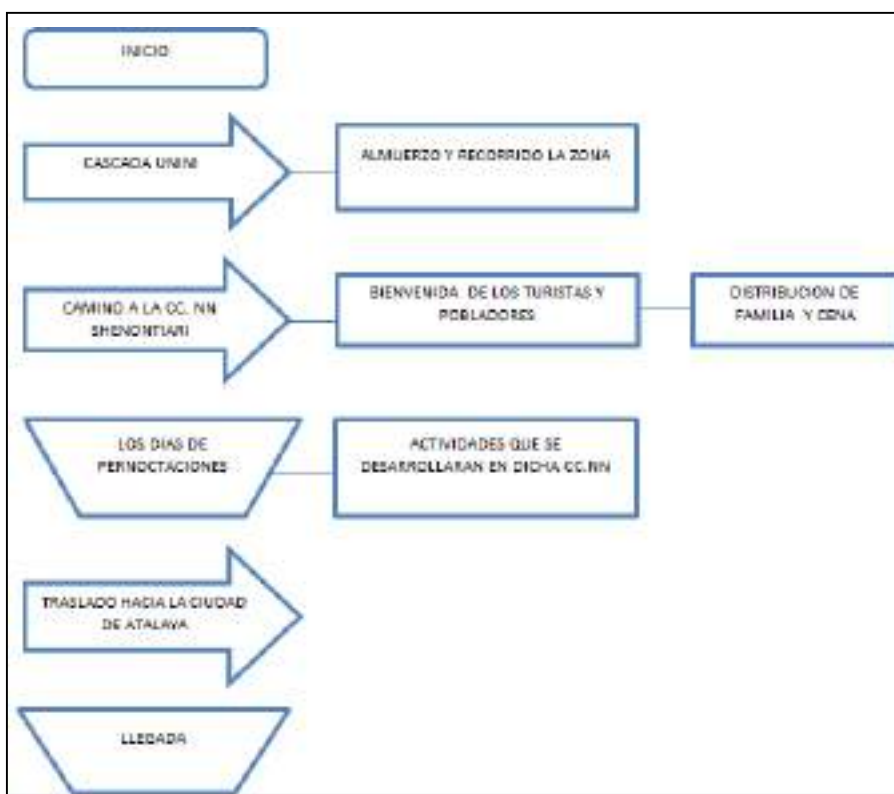 INICIO
CASCADA UNINI
ALMUERZO Y RECORRIDO LA ZONA
CAMINO A LA CC. NN
SHENONTIARI
BIENVENIDA DE LOS TURISTAS Y
POBLADORES
DISTRIBUCION DE
FAMILIA Y CENA
LOS DIAS DE
PERNOCTACIONES
ACTIVIDADES QUE SE
DESARROLLARAN EN DICHA CC.NN
TRASLADO HACIA LA CIUDAD
DE ATALAYA
LLEGADA